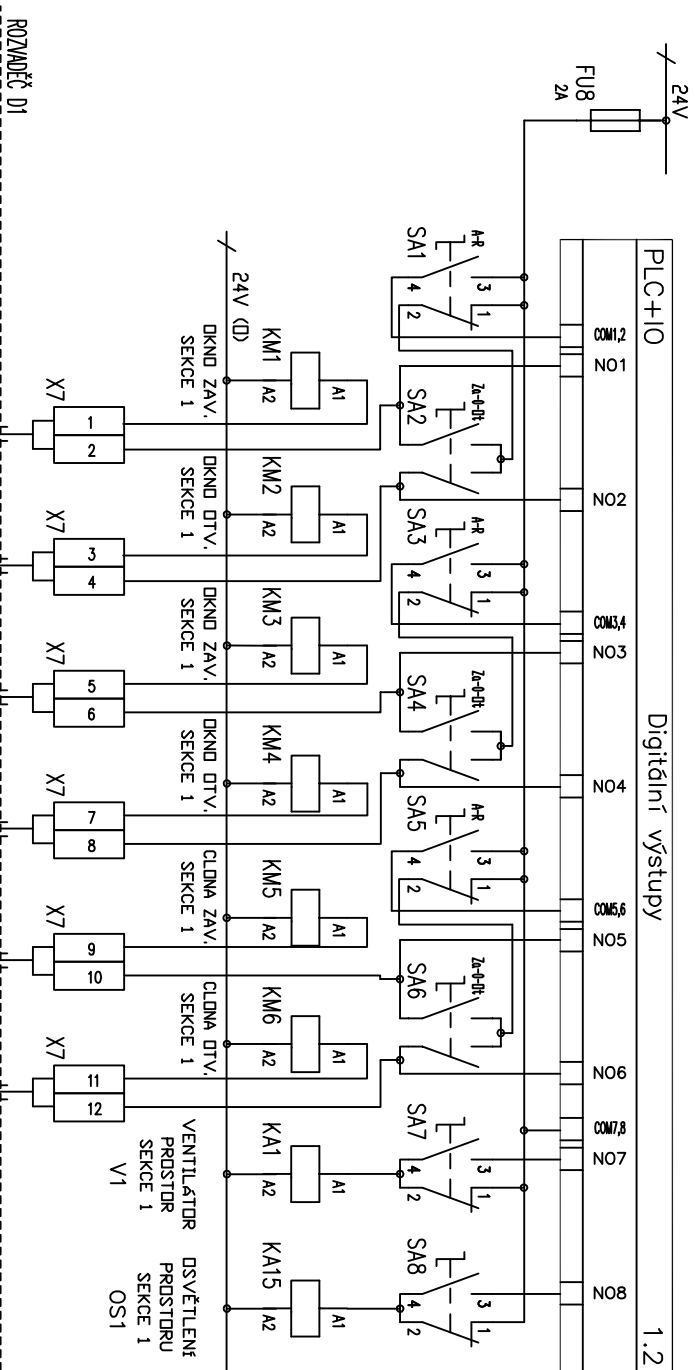 24V
FU8
2A
PLC+IO
Digitální výstupy
1.2
COM1,2
NO1
NO2
COM3,4
NO3
NO4
COM5,6
NO5
NO6
COM7,8
NO7
NO8
A-R
3
1
SA1
4
2
Za-0-Ot
SA2
A-R
3
1
SA3
4
2
Za-0-Ot
SA4
A-R
3
1
SA5
4
2
Za-0-Ot
SA6
3
1
SA7
4
2
3
1
SA8
4
2
24V (0)
KM1
A1
A2
KM2
A1
A2
KM3
A1
A2
KM4
A1
A2
KM5
A1
A2
KM6
A1
A2
KA1
A1
A2
KA15
A1
A2
OKNO ZAV.
SEKCE 1
OKNO OTV.
SEKCE 1
OKNO ZAV.
SEKCE 1
OKNO OTV.
SEKCE 1
CLONA ZAV.
SEKCE 1
CLONA OTV.
SEKCE 1
VENTILÁTOR
PROSTOR
SEKCE 1
V1
OSVĚTLENÍ
PROSTORU
SEKCE 1
OS1
X7
1
2
X7
3
4
X7
5
6
X7
7
8
X7
9
10
X7
11
12
ROZVADĚČ D1